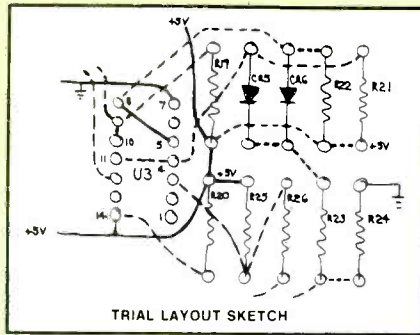 +5V
R19
CR5
CR6
R22
R21
8
7
10
5
+5V
11
4
U3
+5V
R20
R25
R26
R23
R24
14
1
+5V
TRIAL LAYOUT SKETCH